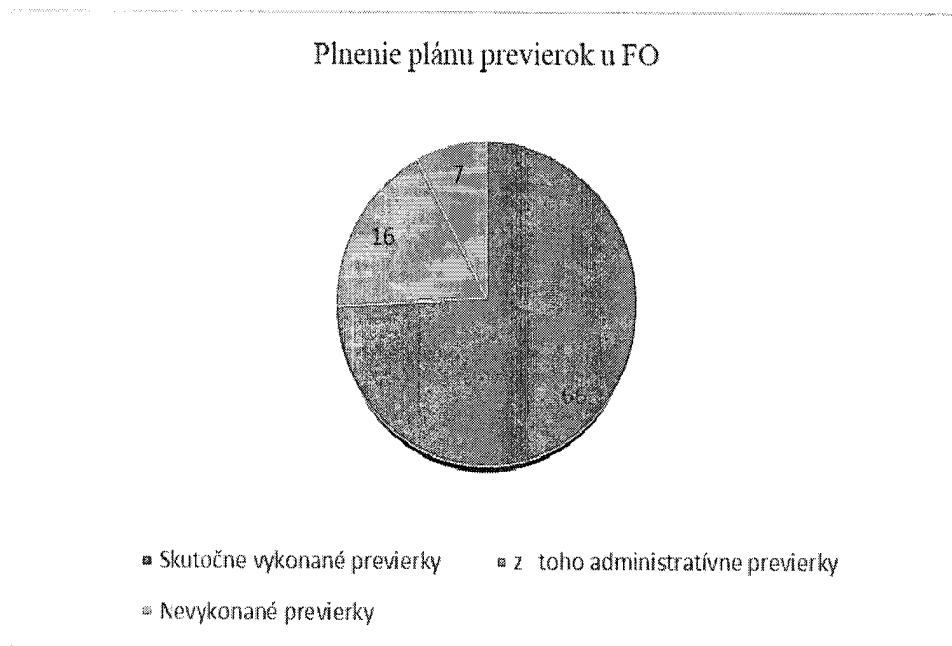 Plnenie plánu previerok u FO
7
16
66
Skutočne vykonané previerky
z toho administratívne previerky
Nevykonané previerky